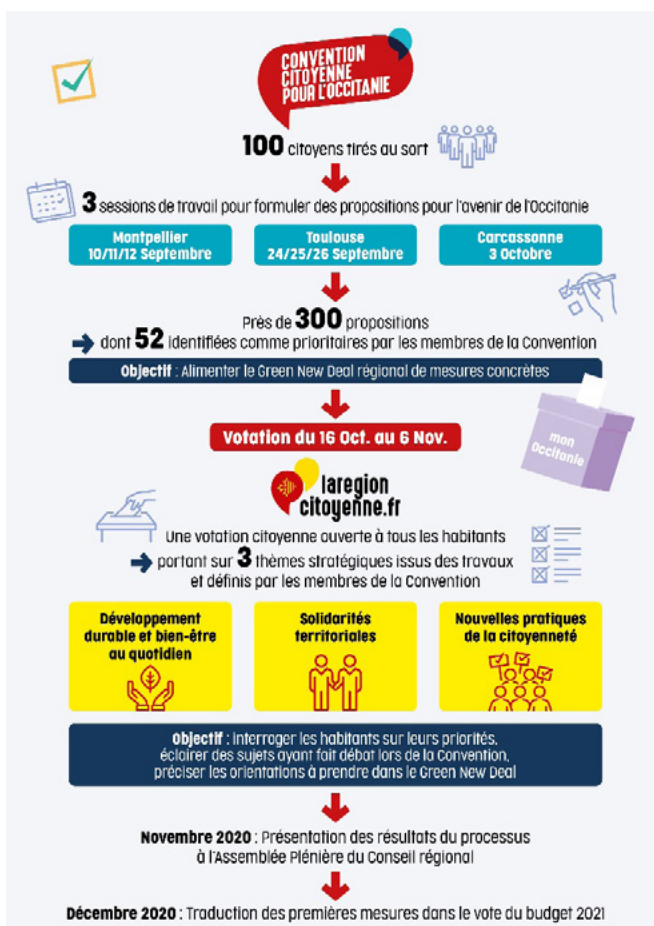 CONVENTION
CITOYENNE
POUR L'OCCITANIE
100 citoyens tirés au sort
3 sessions de travail pour formuler des propositions pour l'avenir de l'Occitanie
Montpellier
10/11/12 Septembre
Toulouse
24/25/26 Septembre
Carcassonne
3 Octobre
Près de 300 propositions
dont 52 identifiées comme prioritaires par les membres de la Convention
Objectif : Alimenter le Green New Deal régional de mesures concrètes
Votation du 16 Oct. au 6 Nov.
mon
Occitanie
laregion
citoyenne.fr
Une votation citoyenne ouverte à tous les habitants
portant sur 3 thèmes stratégiques issus des travaux
et définis par les membres de la Convention
Développement
durable et bien-être
au quotidien
Solidarités
territoriales
Nouvelles pratiques
de la citoyenneté
Objectif : Interroger les habitants sur leurs priorités,
éclairer des sujets ayant fait débat lors de la Convention,
préciser les orientations à prendre dans le Green New Deal
Novembre 2020 : Présentation des résultats du processus
à l'Assemblée Plénière du Conseil régional
Décembre 2020 : Traduction des premières mesures dans le vote du budget 2021